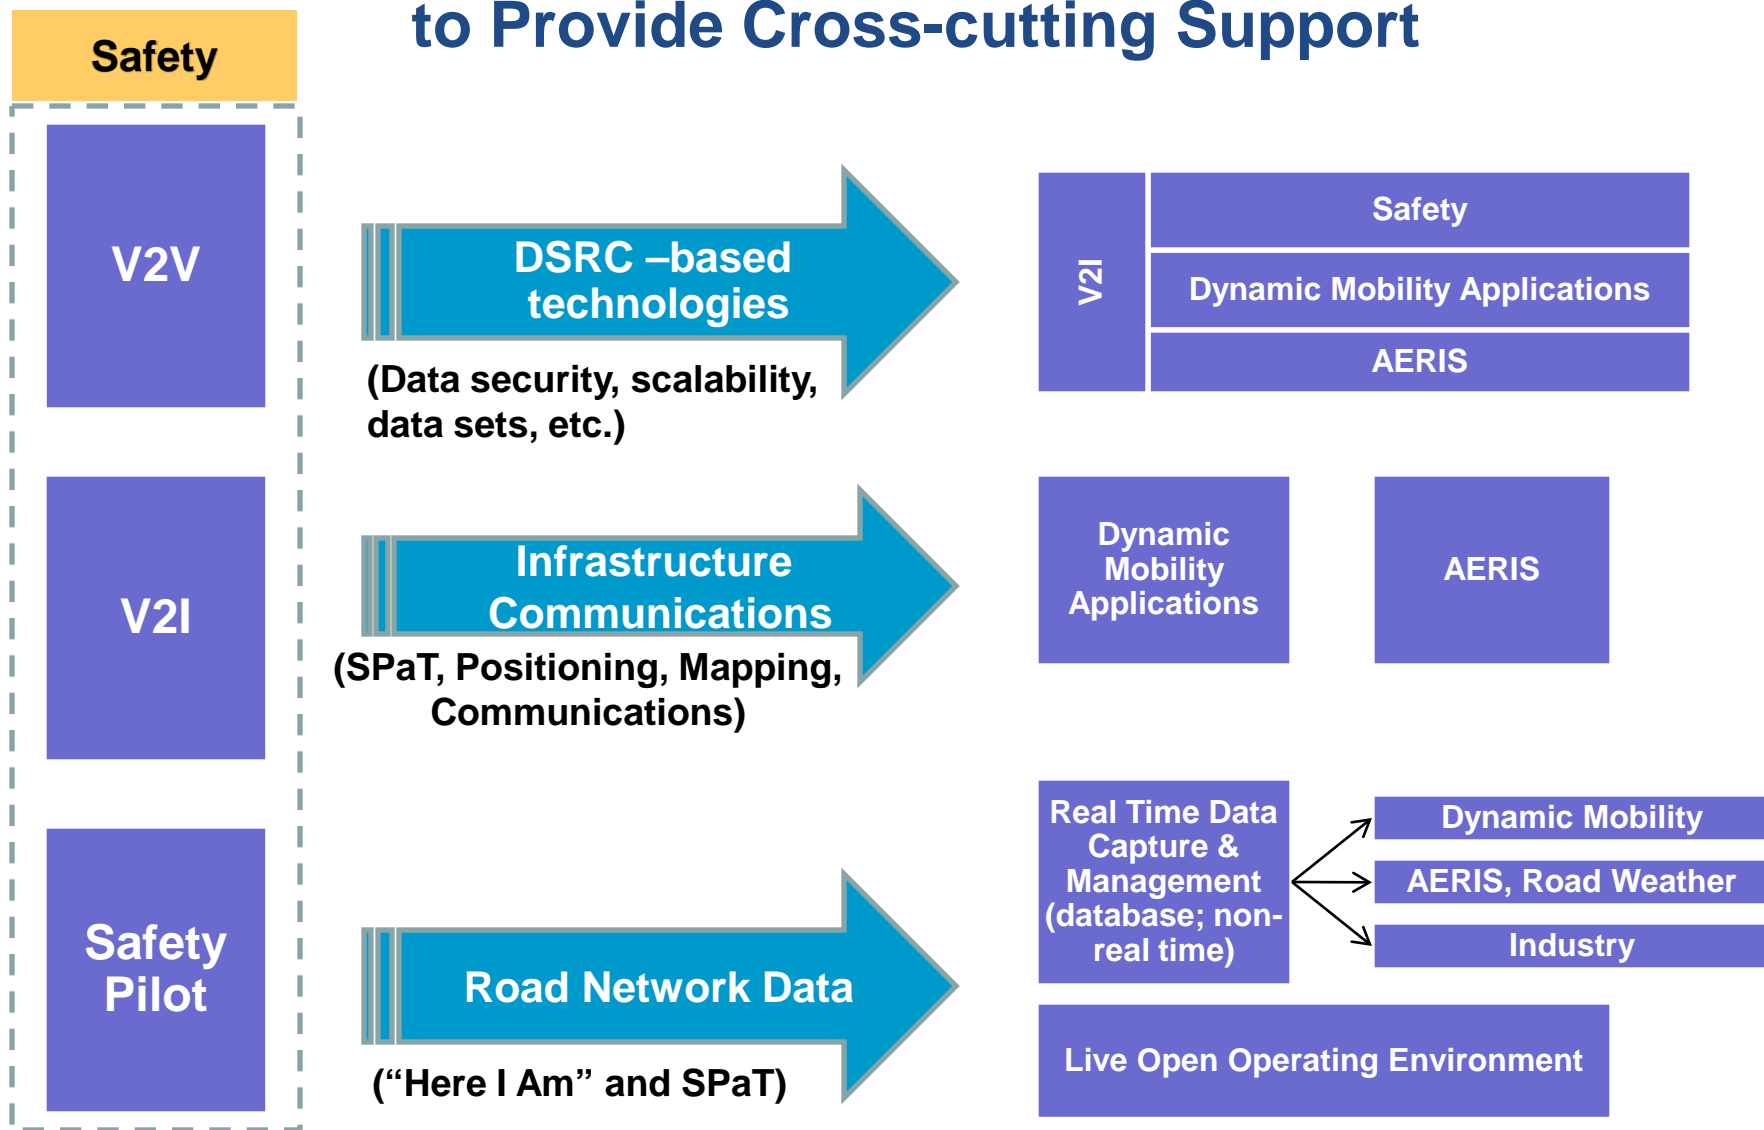 to Provide Cross-cutting Support
Safety
V2V
DSRC –based
technologies
(Data security, scalability,
data sets, etc.)
V2I
Safety
Dynamic Mobility Applications
AERIS
V2I
Infrastructure
Communications
(SPaT, Positioning, Mapping,
Communications)
Dynamic
Mobility
Applications
AERIS
Safety
Pilot
Road Network Data
(“Here I Am” and SPaT)
Real Time Data
Capture &
Management
(database; non-
real time)
Dynamic Mobility
AERIS, Road Weather
Industry
Live Open Operating Environment